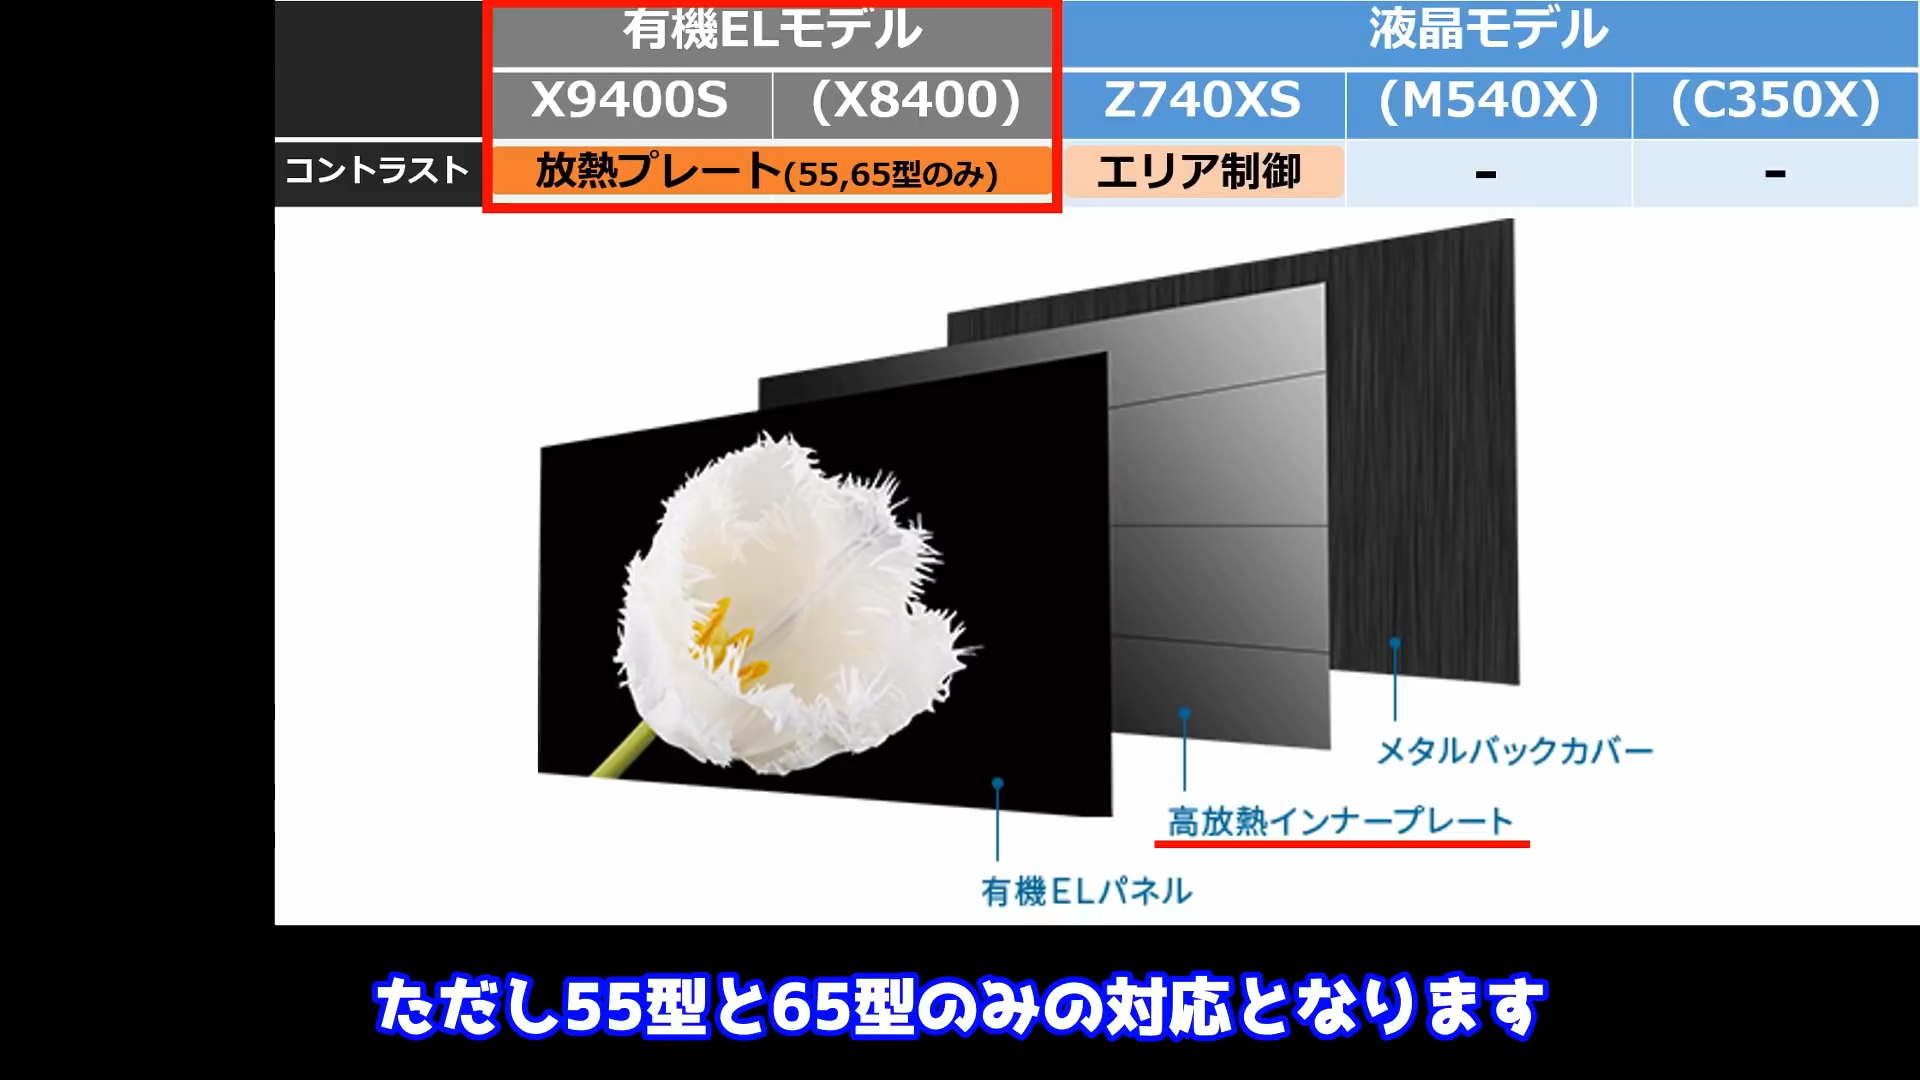 有機ELモデル 液晶モデル
X9400S (X8400) Z740XS (M540X) (C350X)
コントラスト 放熱プレート(55,65型のみ) エリア制御 - -
メタルバックカバー
高放熱インナープレート
有機ELパネル
ただし55型と65型のみの対応となります